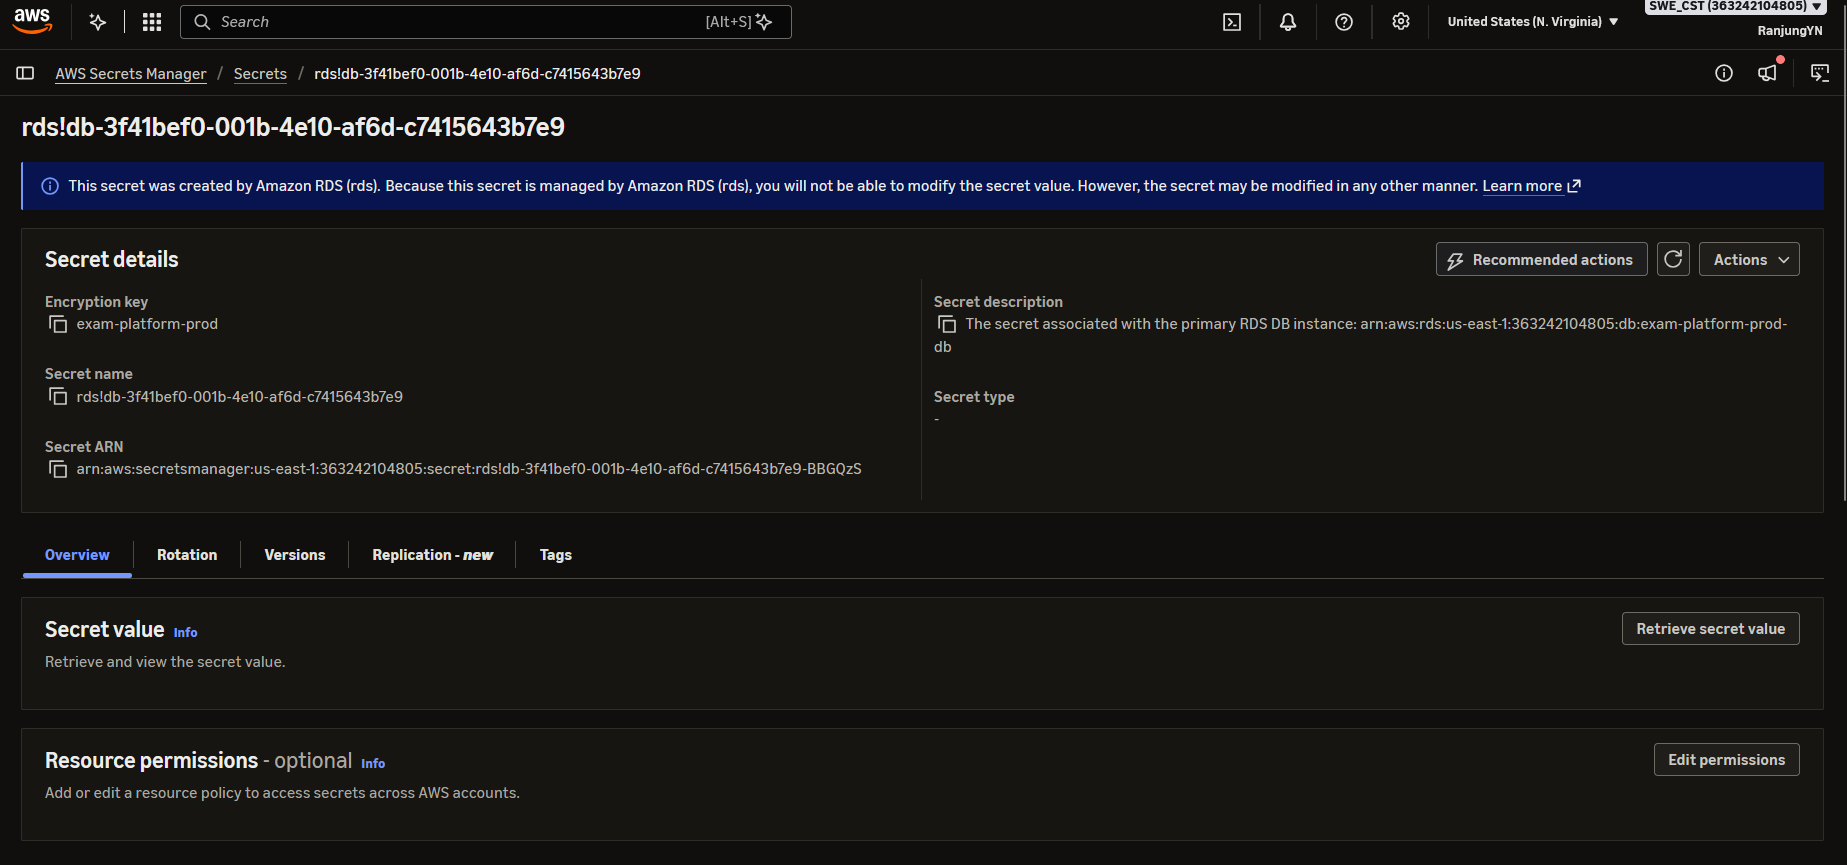 aws
Search [Alt+S]
United States (N. Virginia)
SWE_CST (363242104805)
RanjungYN
AWS Secrets Manager / Secrets / rds!db-3f41bef0-001b-4e10-af6d-c7415643b7e9
rds!db-3f41bef0-001b-4e10-af6d-c7415643b7e9
This secret was created by Amazon RDS (rds). Because this secret is managed by Amazon RDS (rds), you will not be able to modify the secret value. However, the secret may be modified in any other manner. Learn more
Secret details
Recommended actions
Actions
Encryption key
exam-platform-prod
Secret name
rds!db-3f41bef0-001b-4e10-af6d-c7415643b7e9
Secret ARN
arn:aws:secretsmanager:us-east-1:363242104805:secret:rds!db-3f41bef0-001b-4e10-af6d-c7415643b7e9-BBGQzS
Secret description
The secret associated with the primary RDS DB instance: arn:aws:rds:us-east-1:363242104805:db:exam-platform-prod-
db
Secret type
-
Overview
Rotation
Versions
Replication - new
Tags
Secret value Info
Retrieve secret value
Retrieve and view the secret value.
Resource permissions - optional Info
Edit permissions
Add or edit a resource policy to access secrets across AWS accounts.